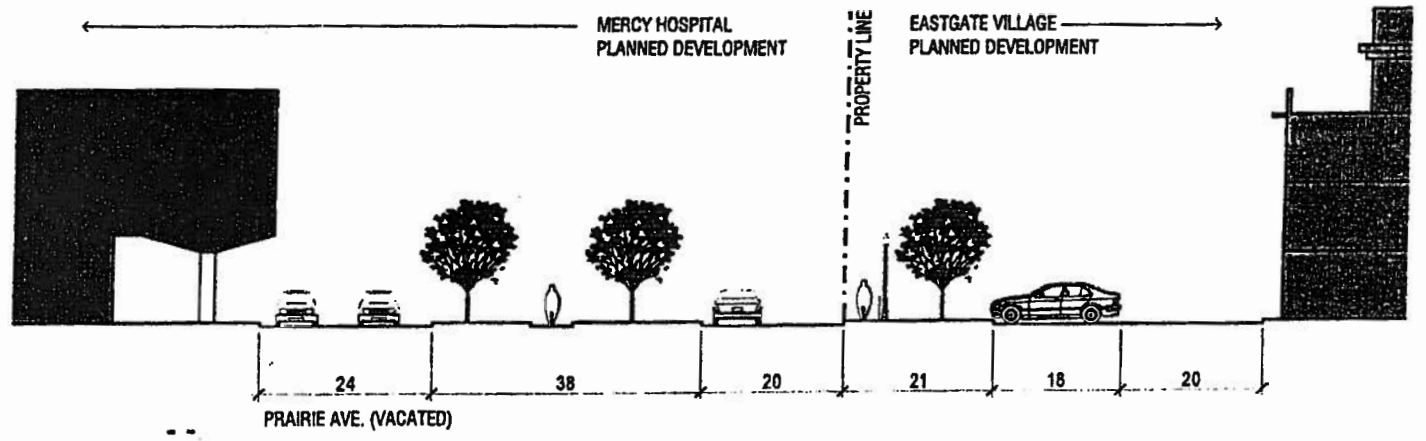 MERCY HOSPITAL
PLANNED DEVELOPMENT
PROPERTY LINE
EASTGATE VILLAGE
PLANNED DEVELOPMENT
24
38
20
21
18
20
PRAIRIE AVE. (VACATED)